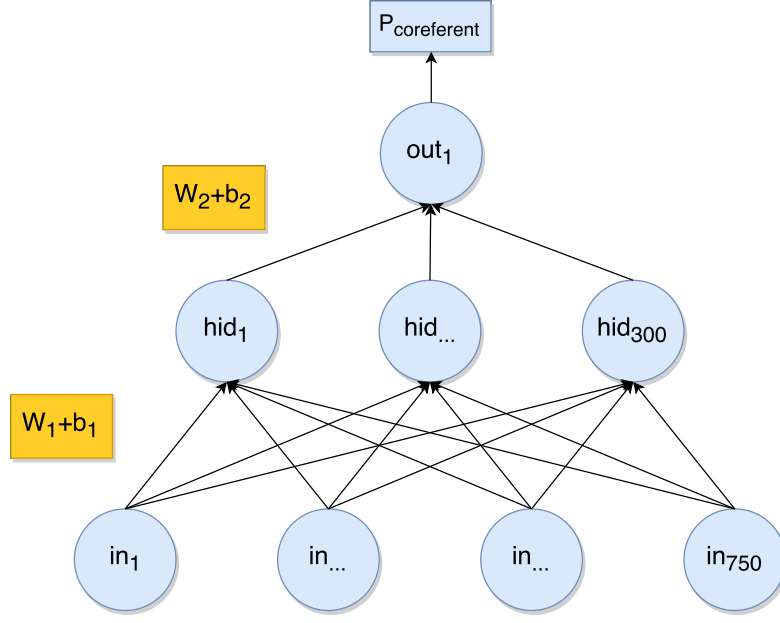 Pcoreferent
out1
W2+b2
hid1
hid...
hid300
W1+b1
in1
in...
in...
in750